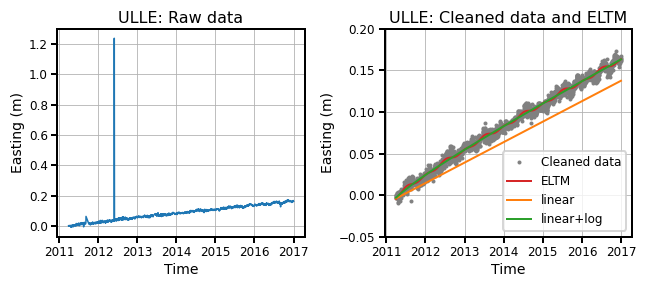 ULLE: Raw data
Easting (m)
1.2
1.0
0.8
0.6
0.4
0.2
0.0
2011 2012 2013 2014 2015 2016 2017
Time
ULLE: Cleaned data and ELTM
Easting (m)
0.20
0.15
0.10
0.05
0.00
−0.05
Cleaned data
ELTM
linear
linear+log
2011 2012 2013 2014 2015 2016 2017
Time